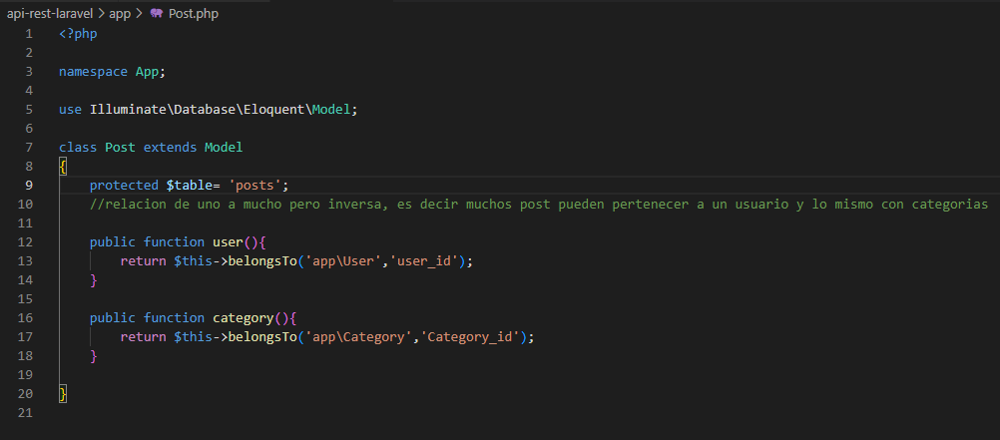 api-rest-laravel > app > Post.php
1 <?php
2
3 namespace App;
4
5 use Illuminate\Database\Eloquent\Model;
6
7 class Post extends Model
8 {
9     protected $table= 'posts';
10     //relacion de uno a mucho pero inversa, es decir muchos post pueden pertenecer a un usuario y lo mismo con categorias
11
12     public function user(){
13         return $this->belongsTo('app\User','user_id');
14     }
15
16     public function category(){
17         return $this->belongsTo('app\Category','Category_id');
18     }
19
20 }
21